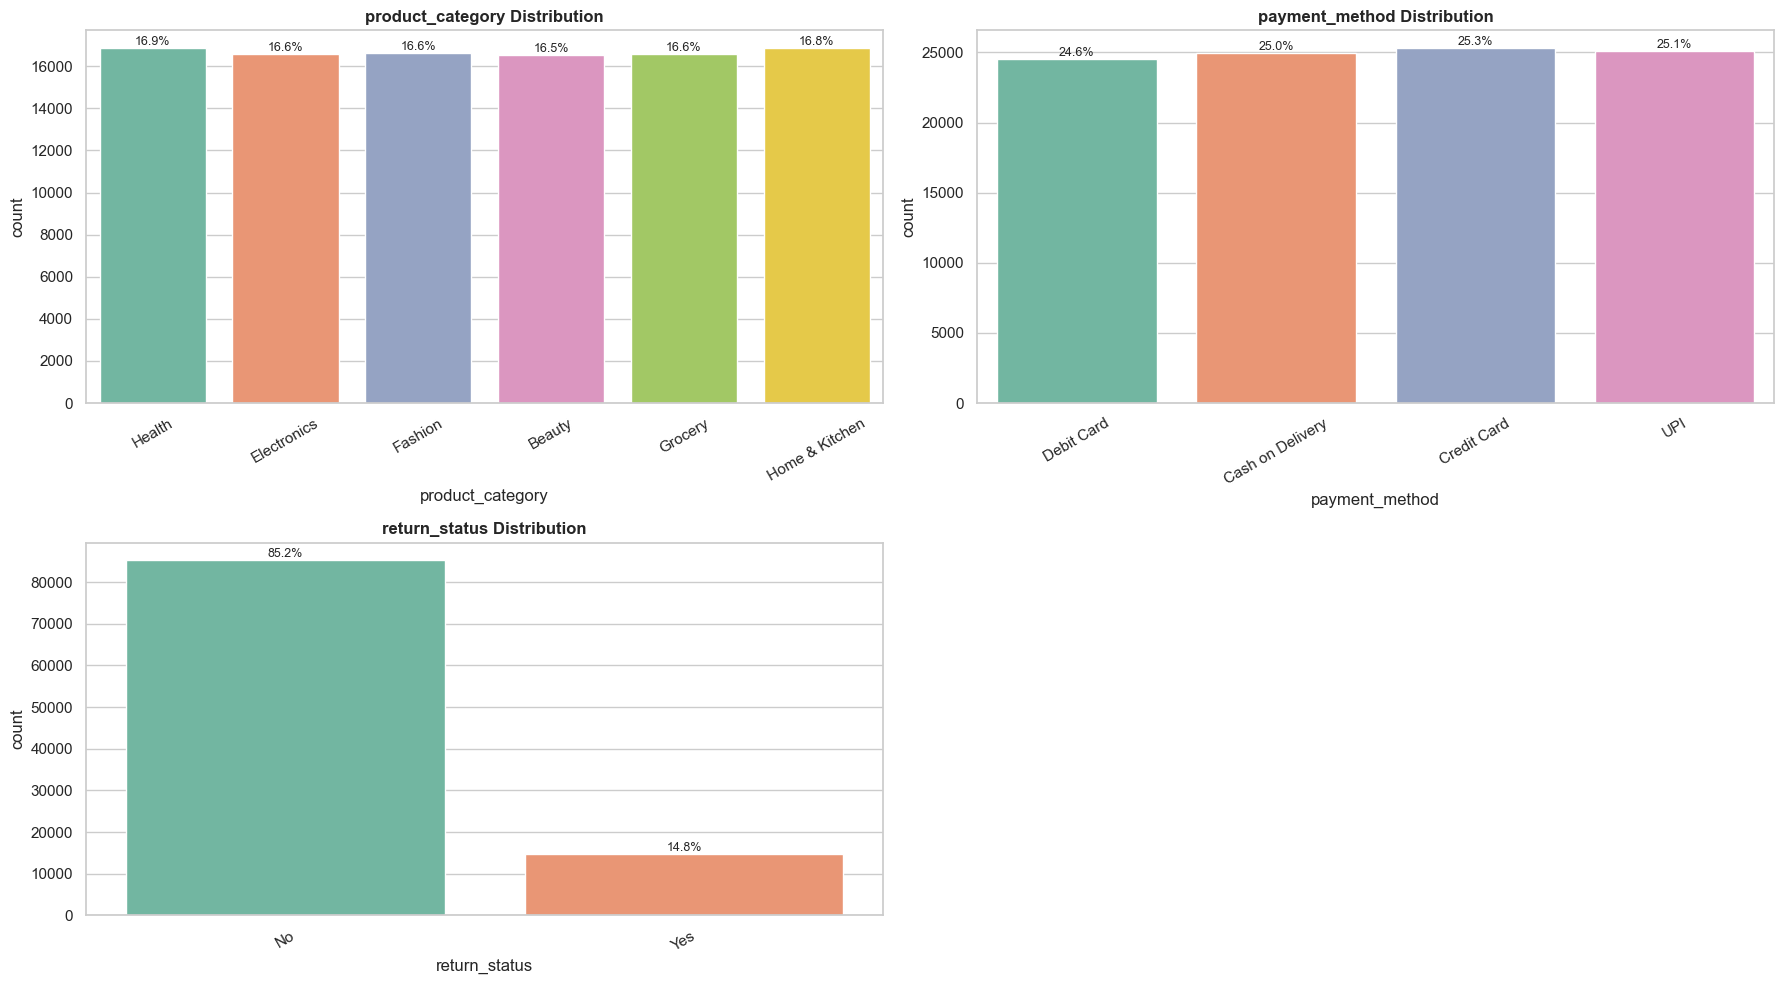 product_category Distribution
16.9%
16.6%
16.6%
16.5%
16.6%
16.8%
16000
14000
12000
10000
8000
6000
4000
2000
0
count
Health
Electronics
Fashion
Beauty
Grocery
Home & Kitchen
product_category
payment_method Distribution
24.6%
25.0%
25.3%
25.1%
25000
20000
15000
10000
5000
0
count
Debit Card
Cash on Delivery
Credit Card
UPI
payment_method
return_status Distribution
85.2%
14.8%
80000
70000
60000
50000
40000
30000
20000
10000
0
count
No
Yes
return_status